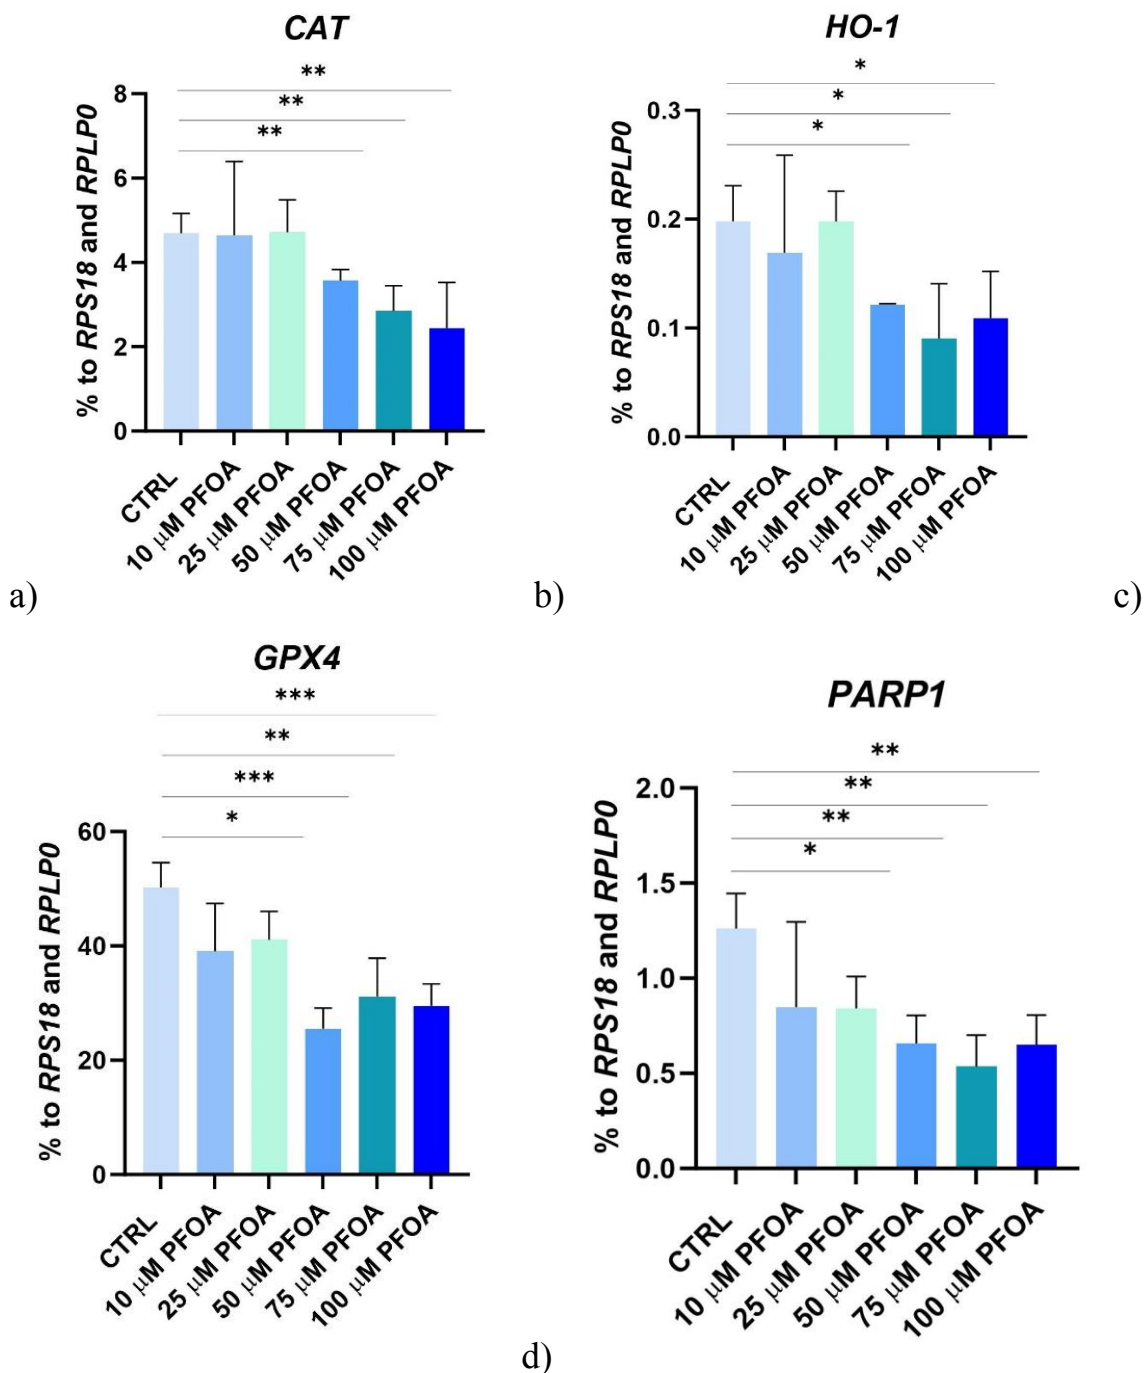 CAT
**
**
**
8
6
4
2
0
% to RPS18 and RPLP0
CTRL
10 μM PFOA
25 μM PFOA
50 μM PFOA
75 μM PFOA
100 μM PFOA
a)
HO-1
*
*
*
0.3
0.2
0.1
0.0
% to RPS18 and RPLP0
CTRL
10 μM PFOA
25 μM PFOA
50 μM PFOA
75 μM PFOA
100 μM PFOA
b)
c)
GPX4
***
**
***
*
60
40
20
0
% to RPS18 and RPLP0
CTRL
10 μM PFOA
25 μM PFOA
50 μM PFOA
75 μM PFOA
100 μM PFOA
PARP1
**
**
**
*
2.0
1.5
1.0
0.5
0.0
% to RPS18 and RPLP0
CTRL
10 μM PFOA
25 μM PFOA
50 μM PFOA
75 μM PFOA
100 μM PFOA
d)